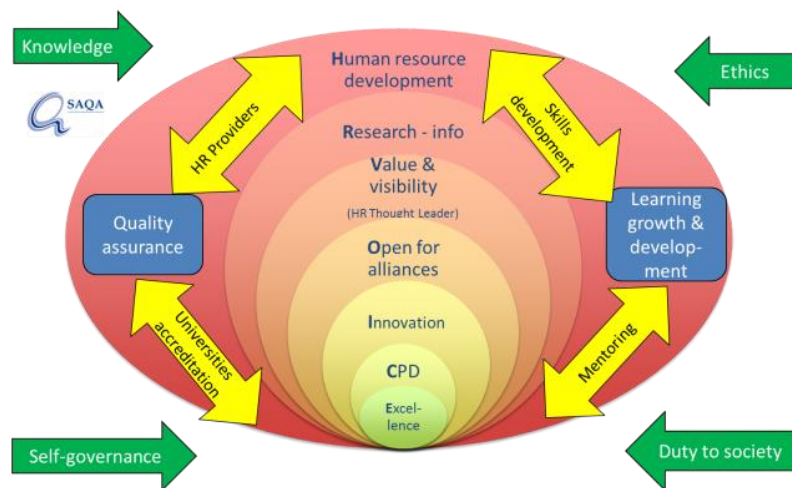 Knowledge
Ethics
SAQA
HR Providers
Human resource
development
Skills
development
Research - info
Value &
visibility
(HR Thought Leader)
Quality
assurance
Learning
growth &
develop-
ment
Open for
alliances
Innovation
Universities
accreditation
Mentoring
CPD
Excel-
lence
Self-governance
Duty to society